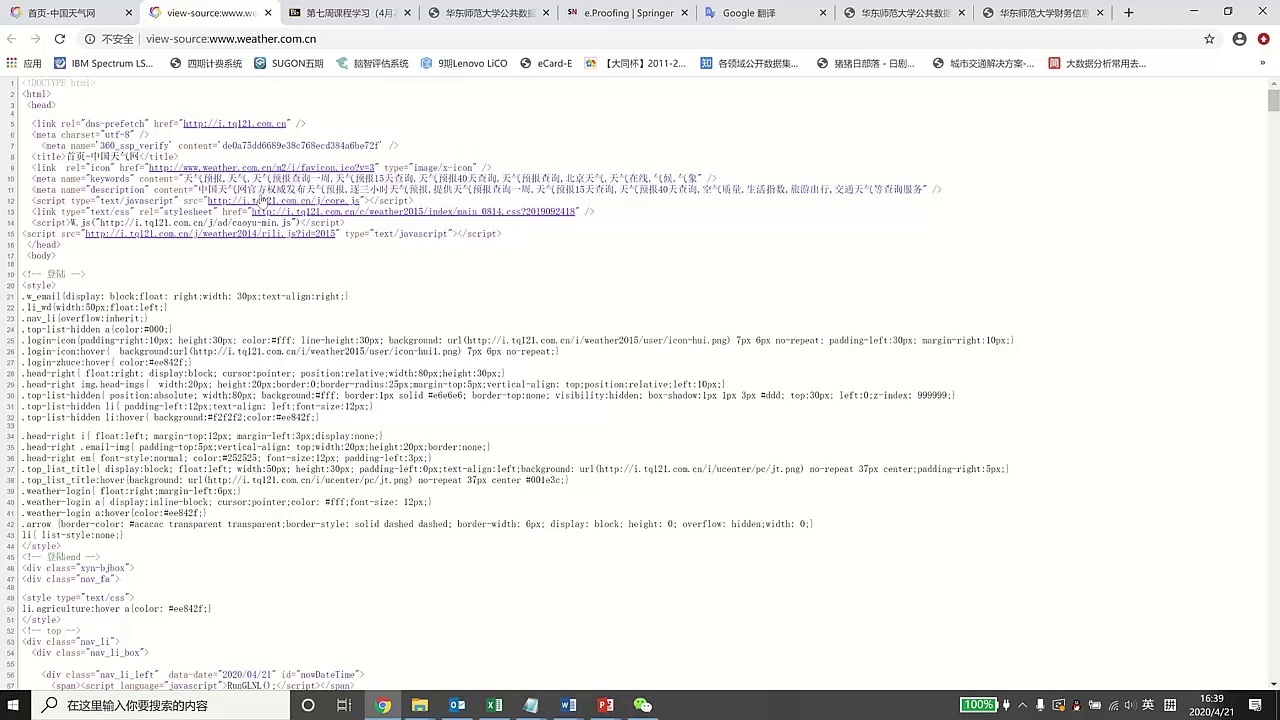 首页-中国天气网
view-source:www.we
第七周课程学习（4月2
华东师范大学公共数据
e.Proofing | Springer
Google 翻译
华东师范大学公共数据
华东师范大学财务信息
不安全 | view-source:www.weather.com.cn
应用 IBM Spectrum LS... 四期计费系统 SUGON五期 脑智评估系统 9期Lenovo LiCO eCard-E 【大同杯】2011-2... 各领域公开数据集... 猪猪日部落 - 日剧... 城市交通解决方案-... 大数据分析常用去...
1 <!DOCTYPE html>
2 <html>
3 <head>
4
5 <link rel="dns-prefetch" href="http://i.tq121.com.cn" />
6 <meta charset="utf-8" />
7 <meta name='360_ssp_verify' content='de0a75dd6689e38c768ecd384a6be72f' />
8 <title>首页-中国天气网</title>
9 <link rel="icon" href="http://www.weather.com.cn/m2/i/favicon.ico?v=3" type="image/x-icon" />
10 <meta name="keywords" content="天气预报,天气,天气预报查询一周,天气预报15天查询,天气预报40天查询,天气预报查询,北京天气,天气在线,气候,气象" />
11 <meta name="description" content="中国天气网官方权威发布天气预报,逐三小时天气预报,提供天气预报查询一周,天气预报15天查询,天气预报40天查询,空气质量,生活指数,旅游出行,交通天气等查询服务" />
12 <script type="text/javascript" src="http://i.tq121.com.cn/j/core.js"></script>
13 <link type="text/css" rel="stylesheet" href="http://i.tq121.com.cn/c/weather2015/index/main_0814.css?2019092418" />
14 <script>W.js("http://i.tq121.com.cn/j/ad/caoyu-min.js")</script>
15 <script src="http://i.tq121.com.cn/j/weather2014/rili.js?id=2015" type="text/javascript"></script>
16 </head>
17 <body>
18
19 <!-- 登陆 -->
20 <style>
21 .w_email{display: block;float: right;width: 30px;text-align:right;}
22 .li_wd{width:50px;float:left;}
23 .nav_li{overflow:inherit;}
24 .top-list-hidden a{color:#000;}
25 .login-icon{padding-right:10px; height:30px; color:#fff; line-height:30px; background: url(http://i.tq121.com.cn/i/weather2015/user/icon-hui.png) 7px 6px no-repeat; padding-left:30px; margin-right:10px;}
26 .login-icon:hover{ background:url(http://i.tq121.com.cn/i/weather2015/user/icon-hui1.png) 7px 6px no-repeat;}
27 .login-zhuce:hover{ color:#ee842f;}
28 .head-right{ float:right; display:block; cursor:pointer; position:relative;width:80px;height:30px;}
29 .head-right img.head-imgs{ width:20px; height:20px;border:0;border-radius:25px;margin-top:5px;vertical-align: top;position:relative;left:10px;}
30 .top-list-hidden{ position:absolute; width:80px; background:#fff; border:1px solid #e6e6e6; border-top:none; visibility:hidden; box-shadow:1px 1px 3px #ddd; top:30px; left:0;z-index: 999999;}
31 .top-list-hidden li{ padding-left:12px;text-align: left;font-size:12px;}
32 .top-list-hidden li:hover{ background:#f2f2f2;color:#ee842f;}
33
34 .head-right i{ float:left; margin-top:12px; margin-left:3px;display:none;}
35 .head-right .email-img{ padding-top:5px;vertical-align: top;width:20px;height:20px;border:none;}
36 .head-right em{ font-style:normal; color:#252525; font-size:12px; padding-left:3px;}
37 .top_list_title{ display:block; float:left; width:50px; height:30px; padding-left:0px;text-align:left;background: url(http://i.tq121.com.cn/i/ucenter/pc/jt.png) no-repeat 37px center;padding-right:5px;}
38 .top_list_title:hover{background: url(http://i.tq121.com.cn/i/ucenter/pc/jt.png) no-repeat 37px center #001e3c;}
39 .weather-login{ float:right;margin-left:6px;}
40 .weather-login a{ display:inline-block; cursor:pointer;color: #fff;font-size: 12px;}
41 .weather-login a:hover{color:#ee842f;}
42 .arrow {border-color: #acacac transparent transparent;border-style: solid dashed dashed; border-width: 6px; display: block; height: 0; overflow: hidden;width: 0;}
43 li{ list-style:none;}
44 </style>
45 <!-- 登陆end -->
46 <div class="xyn-bjbox">
47 <div class="nav_fa">
48
49 <style type="text/css">
50 li.agriculture:hover a{color: #ee842f;}
51 </style>
52 <!-- top -->
53 <div class="nav_li">
54 <div class="nav_li_box">
55
56 <div class="nav_li_left" data-date="2020/04/21" id="nowDateTime">
57 <span><script language="javascript">RunGLNL();</script></span>
在这里输入你要搜索的内容
100%
英
16:39
2020/4/21